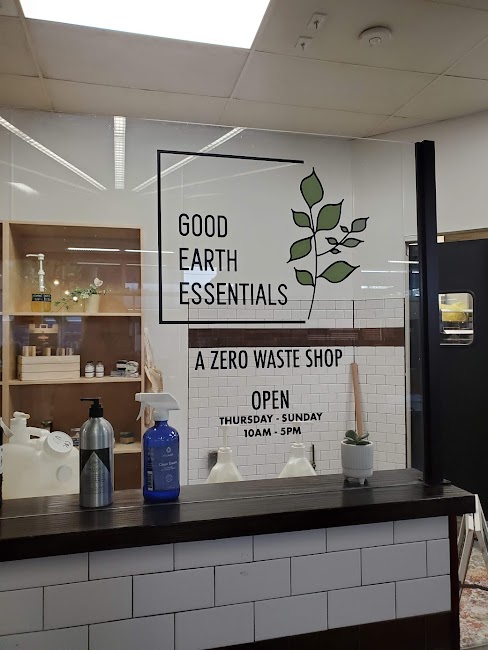 GOOD
EARTH
ESSENTIALS
A ZERO WASTE SHOP
OPEN
THURSDAY - SUNDAY
10AM - 5PM